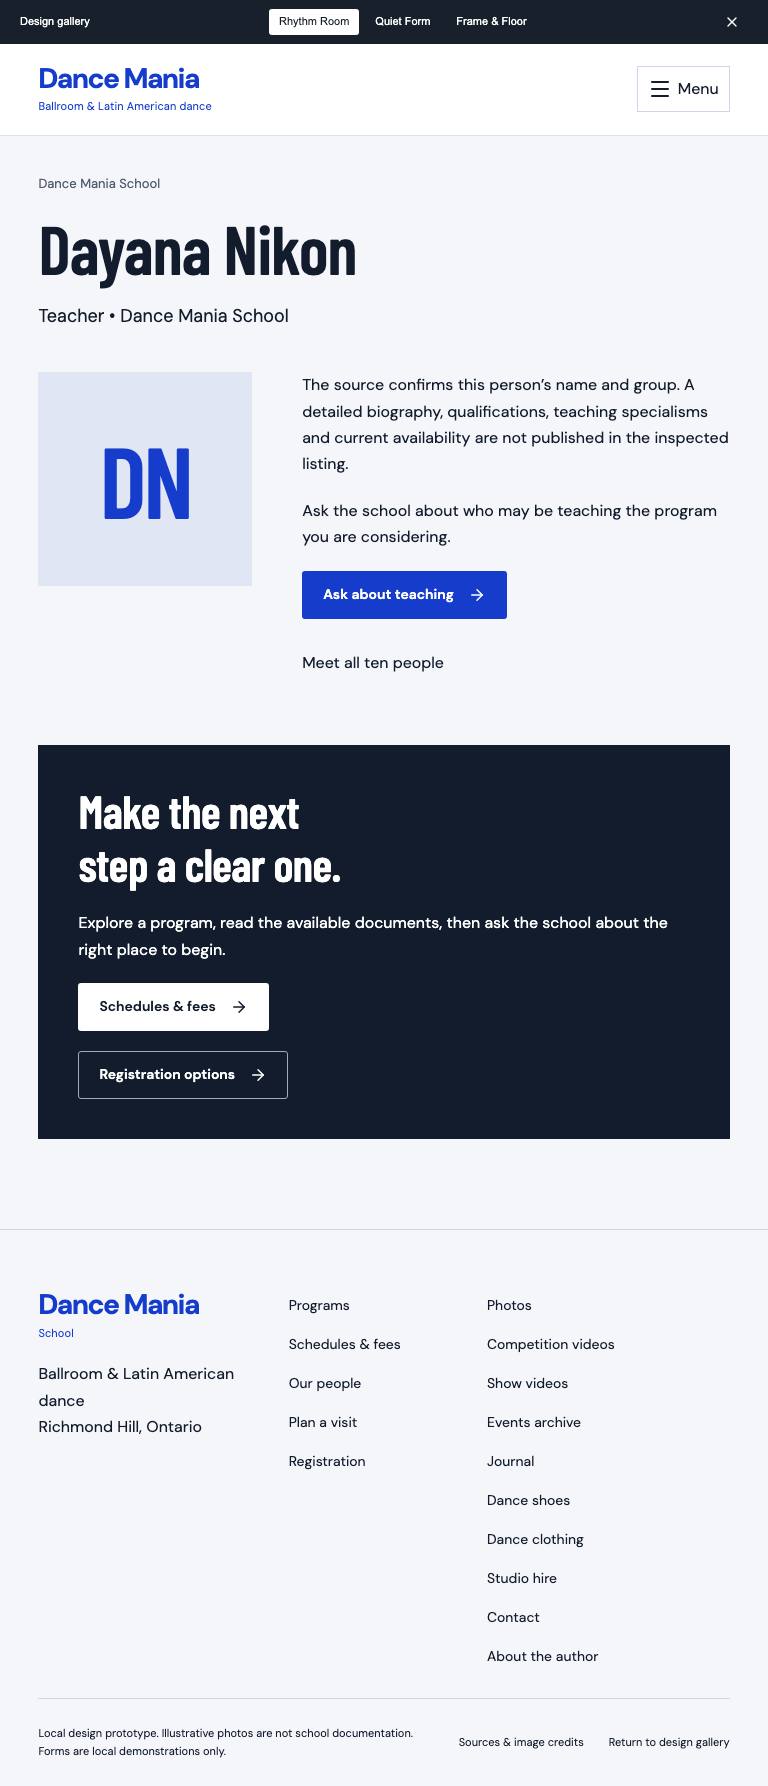 Design gallery
Rhythm Room
Quiet Form
Frame & Floor
Dance Mania
Ballroom & Latin American dance
Menu
Dance Mania School
Dayana Nikon
Teacher • Dance Mania School
DN
The source confirms this person’s name and group. A
detailed biography, qualifications, teaching specialisms
and current availability are not published in the inspected
listing.
Ask the school about who may be teaching the program
you are considering.
Ask about teaching →
Meet all ten people
Make the next
step a clear one.
Explore a program, read the available documents, then ask the school about the
right place to begin.
Schedules & fees →
Registration options →
Dance Mania
School
Ballroom & Latin American
dance
Richmond Hill, Ontario
Programs
Schedules & fees
Our people
Plan a visit
Registration
Photos
Competition videos
Show videos
Events archive
Journal
Dance shoes
Dance clothing
Studio hire
Contact
About the author
Local design prototype. Illustrative photos are not school documentation.
Forms are local demonstrations only.
Sources & image credits
Return to design gallery